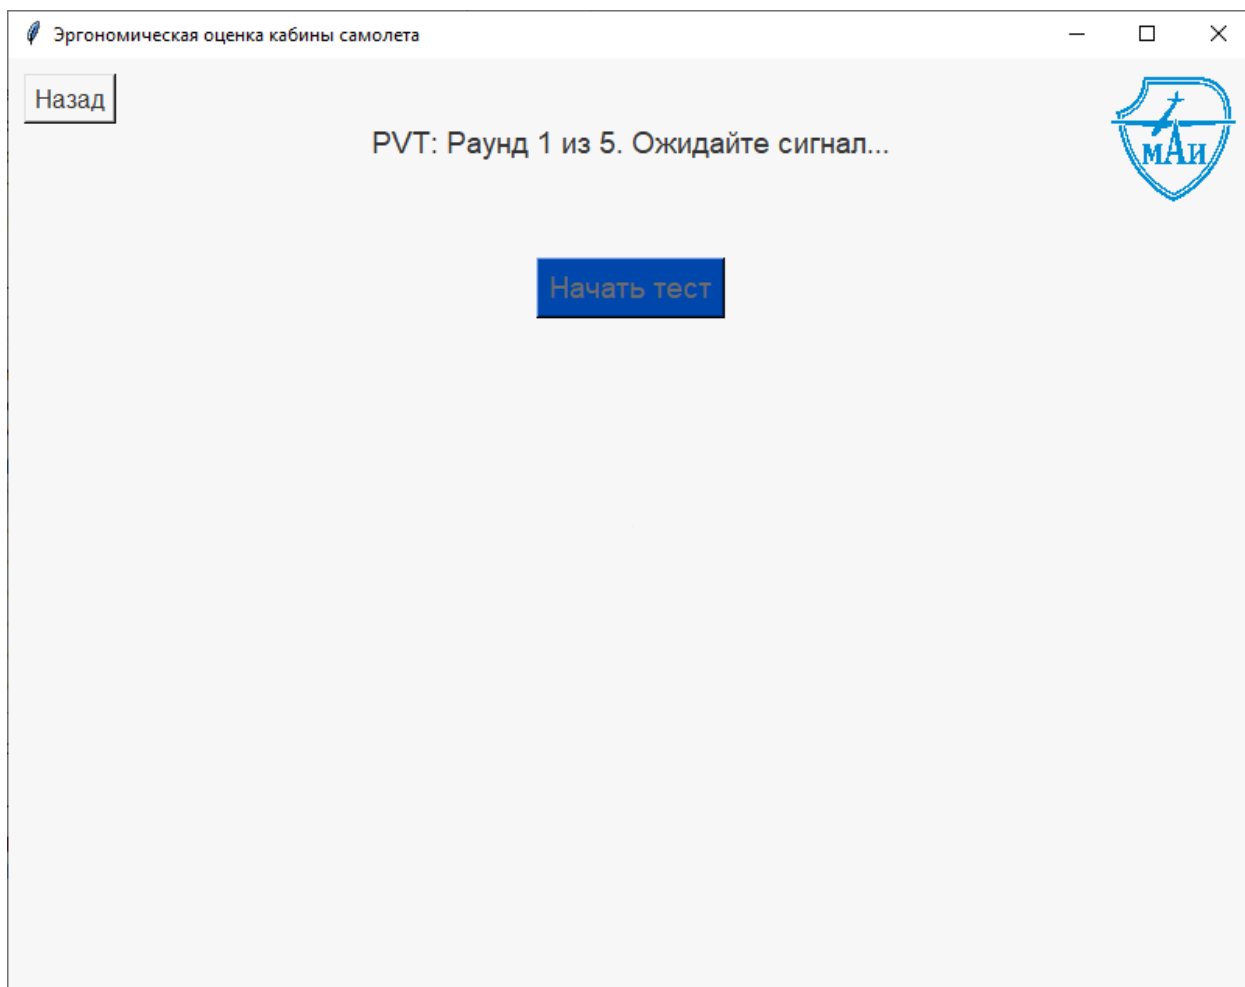 Эргономическая оценка кабины самолета
Назад
PVT: Раунд 1 из 5. Ожидайте сигнал...
МАИ
Начать тест